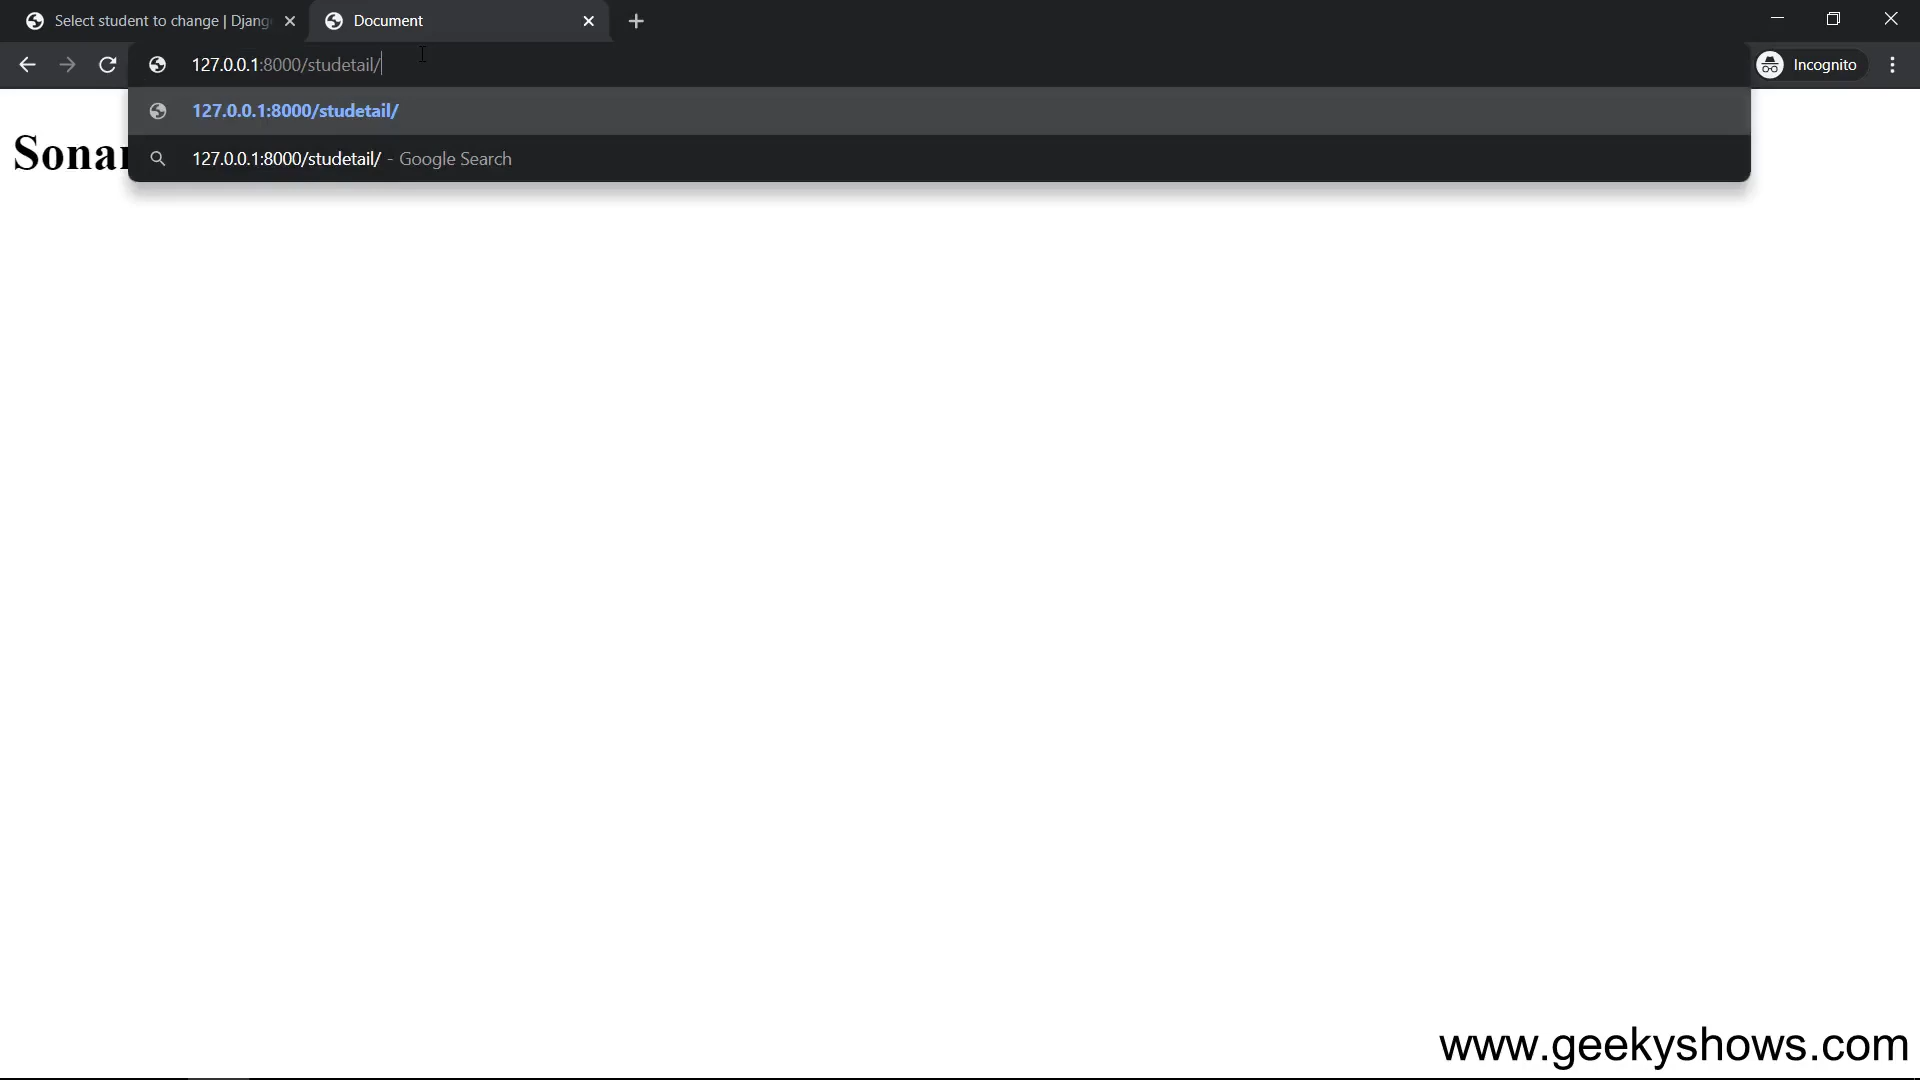 Select student to change | Djang
Document
127.0.0.1:8000/studetail/
Incognito
127.0.0.1:8000/studetail/
127.0.0.1:8000/studetail/ - Google Search
www.geekyshows.com